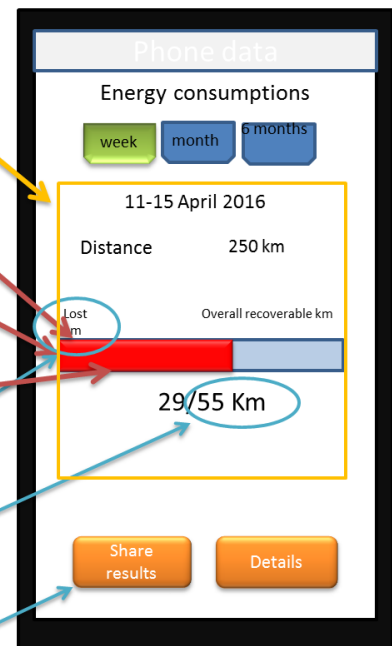 Phone data
Energy consumptions
week month 6 months
11-15 April 2016
Distance 250 km
Lost Overall recoverable km
29/55 Km
Share Details
results